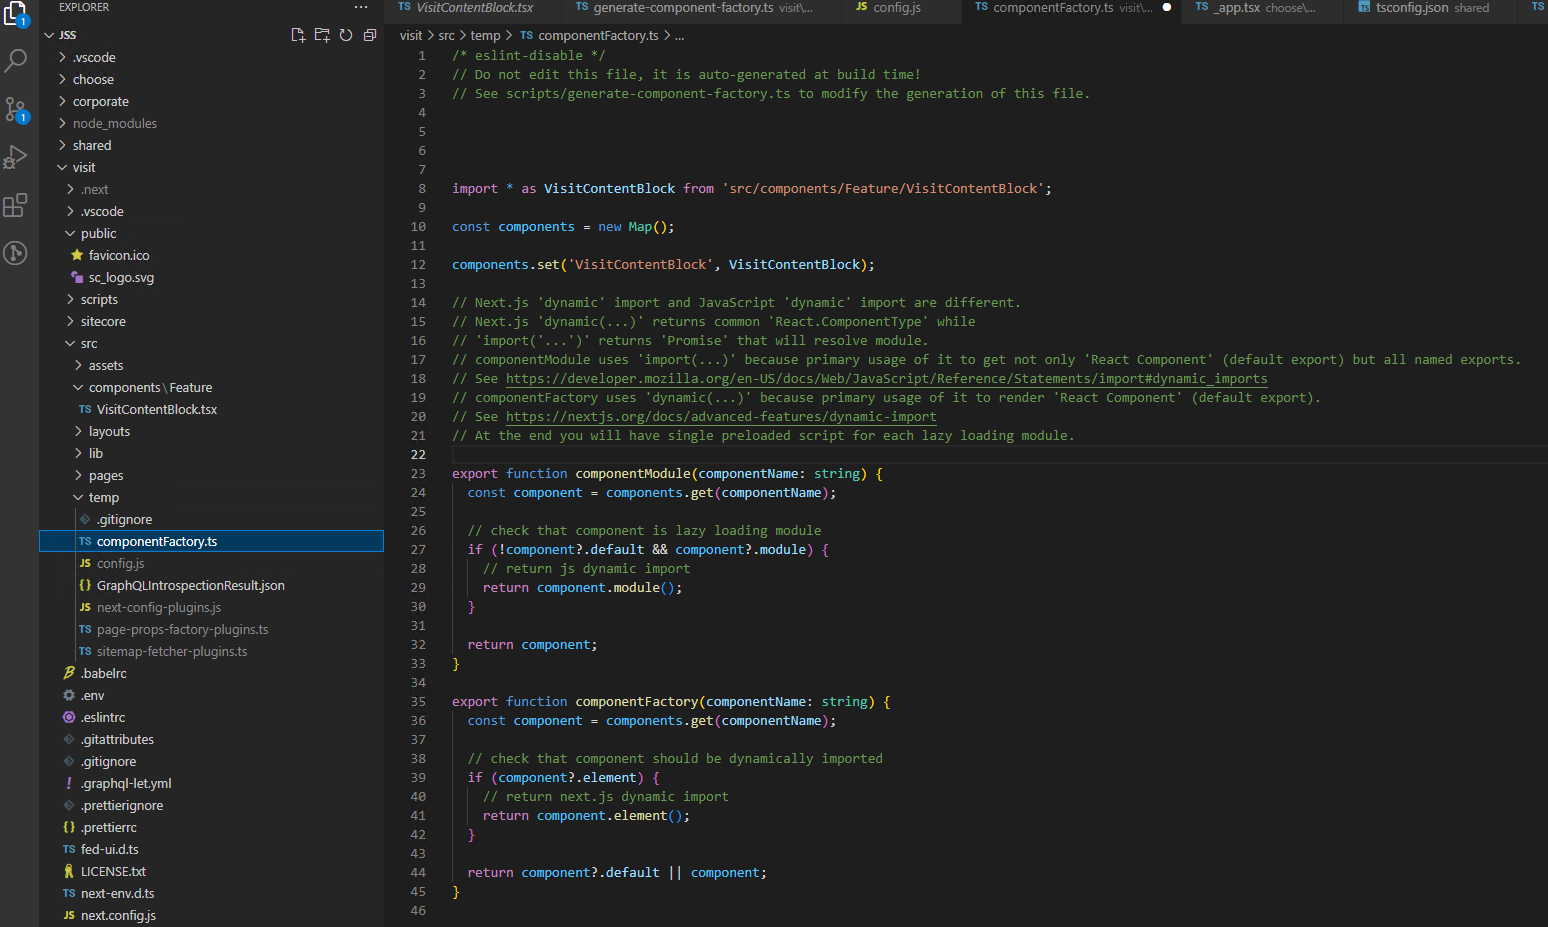 EXPLORER
...
JSS
.vscode
choose
corporate
node_modules
shared
visit
.next
.vscode
public
favicon.ico
sc_logo.svg
scripts
sitecore
src
assets
components\Feature
TS VisitContentBlock.tsx
layouts
lib
pages
temp
.gitignore
TS componentFactory.ts
JS config.js
{} GraphQLIntrospectionResult.json
JS next-config-plugins.js
TS page-props-factory-plugins.ts
TS sitemap-fetcher-plugins.ts
.babelrc
.env
.eslintrc
.gitattributes
.gitignore
! .graphql-let.yml
.prettierignore
{} .prettierrc
TS fed-ui.d.ts
LICENSE.txt
TS next-env.d.ts
JS next.config.js
1
1
TS VisitContentBlock.tsx
TS generate-component-factory.ts visit\...
JS config.js
TS componentFactory.ts visit\...
TS _app.tsx choose\...
TS tsconfig.json shared
TS
visit > src > temp > TS componentFactory.ts > ...
1 /* eslint-disable */
2 // Do not edit this file, it is auto-generated at build time!
3 // See scripts/generate-component-factory.ts to modify the generation of this file.
4
5
6
7
8 import * as VisitContentBlock from 'src/components/Feature/VisitContentBlock';
9
10 const components = new Map();
11
12 components.set('VisitContentBlock', VisitContentBlock);
13
14 // Next.js 'dynamic' import and JavaScript 'dynamic' import are different.
15 // Next.js 'dynamic(...)' returns common 'React.ComponentType' while
16 // 'import('...')' returns 'Promise' that will resolve module.
17 // componentModule uses 'import(...)' because primary usage of it to get not only 'React Component' (default export) but all named exports.
18 // See https://developer.mozilla.org/en-US/docs/Web/JavaScript/Reference/Statements/import#dynamic_imports
19 // componentFactory uses 'dynamic(...)' because primary usage of it to render 'React Component' (default export).
20 // See https://nextjs.org/docs/advanced-features/dynamic-import
21 // At the end you will have single preloaded script for each lazy loading module.
22
23 export function componentModule(componentName: string) {
24 const component = components.get(componentName);
25
26 // check that component is lazy loading module
27 if (!component?.default && component?.module) {
28 // return js dynamic import
29 return component.module();
30 }
31
32 return component;
33 }
34
35 export function componentFactory(componentName: string) {
36 const component = components.get(componentName);
37
38 // check that component should be dynamically imported
39 if (component?.element) {
40 // return next.js dynamic import
41 return component.element();
42 }
43
44 return component?.default || component;
45 }
46